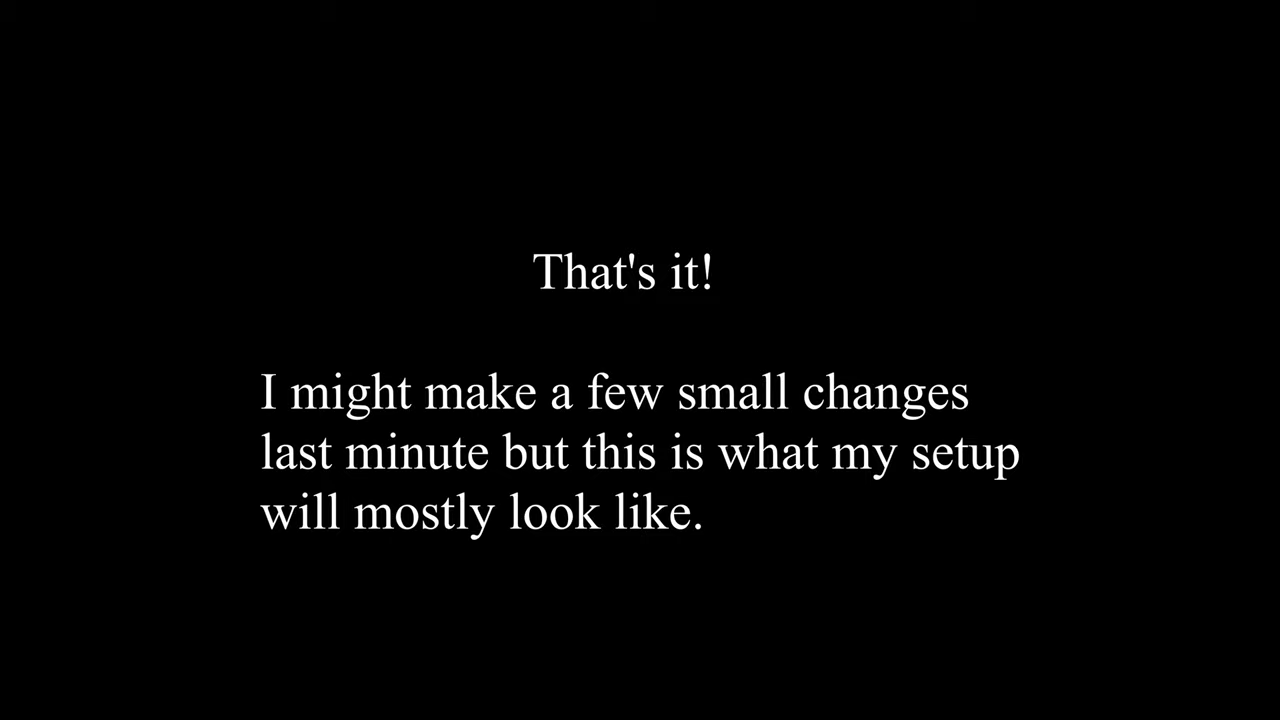 That's it!
I might make a few small changes
last minute but this is what my setup
will mostly look like.